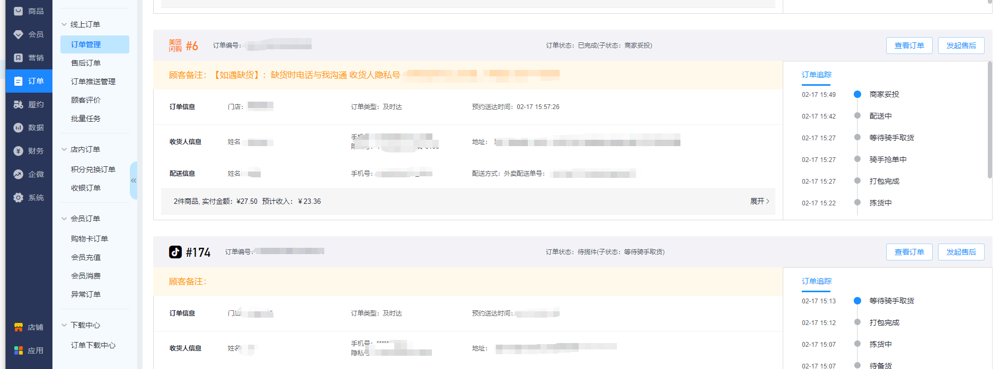 商品
会员
营销
订单
履约
数据
财务
企微
系统
店铺
应用
线上订单
订单管理
售后订单
订单推送管理
顾客评价
批量任务
店内订单
积分兑换订单
收银订单
会员订单
购物卡订单
会员充值
会员消费
异常订单
下载中心
订单下载中心
«
美团闪购 #6 订单编号: 订单状态: 已完成(子状态: 商家妥投) 查看订单 发起售后
顾客备注: 【如遇缺货】: 缺货时电话与我沟通 收货人隐私号
订单信息 门店: 订单类型: 及时达 预约送达时间: 02-17 15:57:26
收货人信息 姓名 地址:
配送信息 姓名 手机号: 配送方式: 外卖配送单号:
2件商品, 实付金额: ¥27.50 预计收入: ¥23.36 展开
订单追踪
02-17 15:49 商家妥投
02-17 15:42 配送中
02-17 15:27 等待骑手取货
02-17 15:27 骑手抢单中
02-17 15:27 打包完成
02-17 15:22 拣货中
#174 订单编号: 订单状态: 待揽件(子状态: 等待骑手取货) 查看订单 发起售后
顾客备注:
订单信息 门店 订单类型: 及时达 预约送达时间:
收货人信息 姓名 手机号: ***** 地址:
隐私号
订单追踪
02-17 15:13 等待骑手取货
02-17 15:12 打包完成
02-17 15:07 拣货中
02-17 15:07 待备货